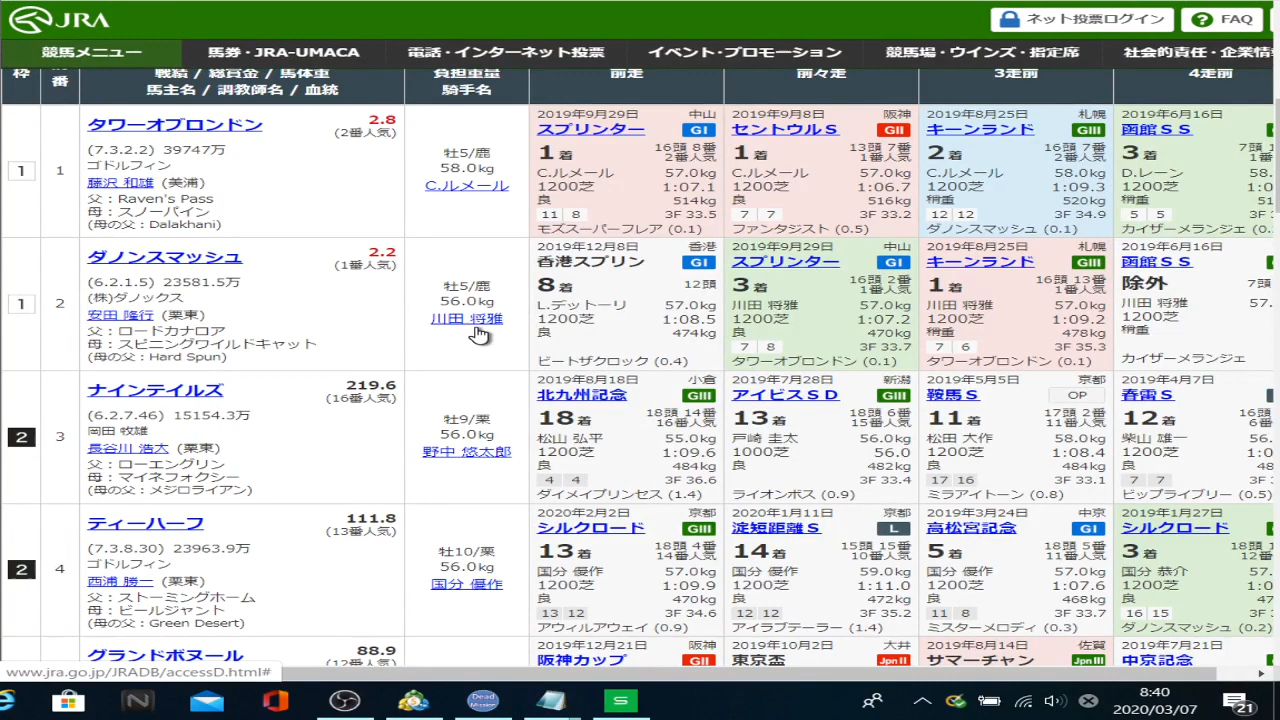 JRA
ネット投票ログイン
FAQ
競馬メニュー
馬券・JRA-UMACA
電話・インターネット投票
イベント・プロモーション
競馬場・ウインズ・指定席
社会的責任・企業情
枠
番
戦績 / 総賞金 / 馬体重
馬主名 / 調教師名 / 血統
負担重量
騎手名
前走
前々走
3走前
4走前
1
1
タワーオブロンドン
2.8
(2番人気)
(7.3.2.2) 39747万
ゴドルフィン
藤沢 和雄 (美浦)
父：Raven's Pass
母：スノーパイン
(母の父：Dalakhani)
牡5/鹿
58.0kg
C.ルメール
2019年9月29日 中山
スプリンター GI
1着 16頭 8番
2番人気
C.ルメール 57.0kg
1200芝 1:07.1
良 514kg
11 8 3F 33.5
モズスーパーフレア (0.1)
2019年9月8日 阪神
セントウルS GII
1着 13頭 7番
1番人気
C.ルメール 57.0kg
1200芝 1:06.7
良 516kg
7 7 3F 33.2
ファンタジスト (0.5)
2019年8月25日 札幌
キーンランド GIII
2着 16頭 7番
2番人気
C.ルメール 58.0kg
1200芝 1:09.3
稍重 520kg
12 12 3F 34.9
ダノンスマッシュ (0.1)
2019年6月16日
函館SS
3着 7頭
D.レーン 58.
1200芝 1:0
良 51
5 5 3F
カイザーメランジェ (0.
1
2
ダノンスマッシュ
2.2
(1番人気)
(6.2.1.5) 23581.5万
(株)ダノックス
安田 隆行 (栗東)
父：ロードカナロア
母：スピニングワイルドキャット
(母の父：Hard Spun)
牡5/鹿
56.0kg
川田 将雅
2019年12月8日 香港
香港スプリン GI
8着 12頭
L.デットーリ 57.0kg
1200芝 1:08.5
良 474kg
ビートザクロック (0.4)
2019年9月29日 中山
スプリンター GI
3着 16頭 2番
1番人気
川田 将雅 57.0kg
1200芝 1:07.2
良 470kg
7 8 3F 33.7
タワーオブロンドン (0.1)
2019年8月25日 札幌
キーンランド GIII
1着 16頭 13番
1番人気
川田 将雅 57.0kg
1200芝 1:09.2
稍重 478kg
7 6 3F 35.3
タワーオブロンドン (0.1)
2019年6月16日
函館SS
除外 7頭
川田 将雅 57.
1200芝
稍重
カイザーメランジェ
2
3
ナインテイルズ
219.6
(16番人気)
(6.2.7.46) 15154.3万
岡田 牧雄
長谷川 浩大 (栗東)
父：ローエングリン
母：マイネフォクシー
(母の父：メジロライアン)
牡9/栗
56.0kg
野中 悠太郎
2019年8月18日 小倉
北九州記念 GIII
18着 18頭 14番
16番人気
松山 弘平 55.0kg
1200芝 1:09.6
良 484kg
4 4 3F 36.6
ダイメイプリンセス (1.4)
2019年7月28日 新潟
アイビスSD GIII
13着 18頭 6番
15番人気
戸崎 圭太 56.0kg
1000芝 56.0
良 482kg
3F 33.4
ライオンボス (0.9)
2019年5月5日 京都
鞍馬S OP
11着 17頭 2番
11番人気
松田 大作 58.0kg
1200芝 1:08.4
良 484kg
17 16 3F 33.1
ミラアイトーン (0.8)
2019年4月7日
春雷S
12着 16頭
6番
柴山 雄一 56.
1200芝 1:0
良 48
7 7 3F
ビップライブリー (0.5)
2
4
ティーハーフ
111.8
(13番人気)
(7.3.8.30) 23963.9万
ゴドルフィン
西浦 勝一 (栗東)
父：ストーミングホーム
母：ビールジャント
(母の父：Green Desert)
牡10/栗
56.0kg
国分 優作
2020年2月2日 京都
シルクロード GIII
13着 18頭 4番
14番人気
国分 優作 57.0kg
1200芝 1:09.9
良 470kg
13 12 3F 34.6
アウィルアウェイ (0.9)
2020年1月11日 京都
淀短距離S L
14着 15頭 15番
10番人気
国分 優作 59.0kg
1200芝 1:11.0
良 472kg
12 12 3F 35.2
アイラブテーラー (1.4)
2019年3月24日 中京
高松宮記念 GI
5着 18頭 5番
11番人気
国分 優作 57.0kg
1200芝 1:07.6
良 468kg
11 8 3F 33.7
ミスターメロディ (0.3)
2019年1月27日
シルクロード
3着 18頭
12番
国分 恭介 57.
1200芝 1:0
良 47
16 15 3F
ダノンスマッシュ (0.2)
グランドボヌール
88.9
(12番人気)
2019年12月21日 阪神
阪神カップ GII
2019年10月2日 大井
東京盃 JpnII
2019年8月14日 佐賀
サマーチャン JpnIII
2019年7月21日
中京記念
www.jra.go.jp/JRADB/accessD.html#
Dead
Mission
S
8:40
2020/03/07
21